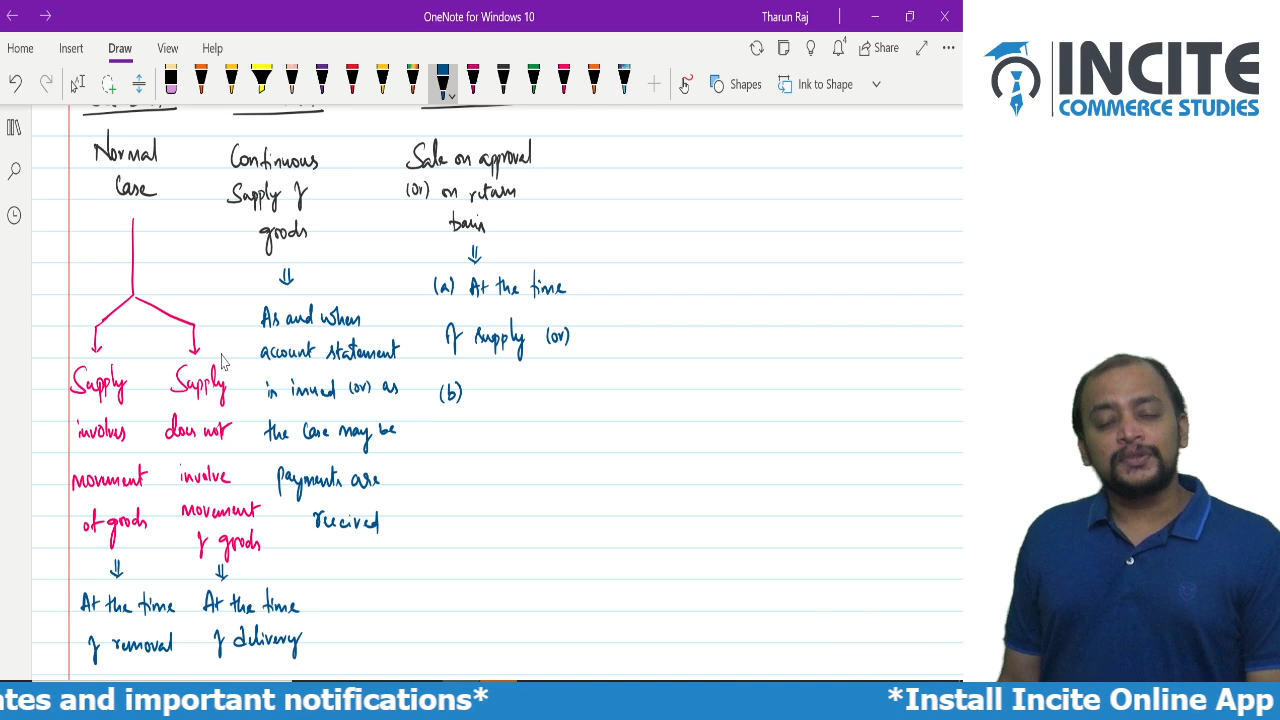 OneNote for Windows 10
Tharun Raj
Home Insert Draw View Help
4
Share
Shapes
Ink to Shape
INCITE
COMMERCE STUDIES
Normal
Case
Continuous
Supply of
goods
Sale on approval
(or) on return
basis
Supply
involves
movement
of goods
At the time
of removal
Supply
does not
involve
movement
of goods
At the time
of delivery
As and when
account statement
is issued (or) as
the case may be
payments are
recived
(a) At the time
of supply (or)
(b)
ates and important notifications*
*Install Incite Online App